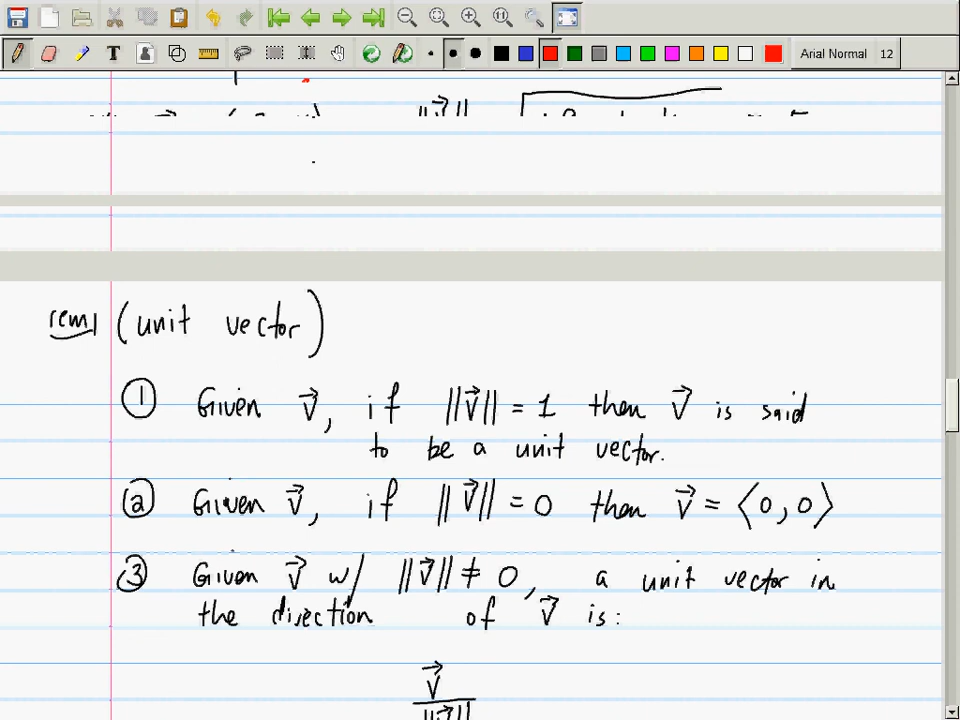 Arial Normal 12
‖v⃗‖
rem (unit vector)
① Given v⃗, if ‖v⃗‖ = 1 then v⃗ is said
to be a unit vector.
② Given v⃗, if ‖v⃗‖ = 0 then v⃗ = ⟨0, 0⟩
③ Given v⃗ w/ ‖v⃗‖ ≠ 0, a unit vector in
the direction of v⃗ is:
v⃗
‖v⃗‖